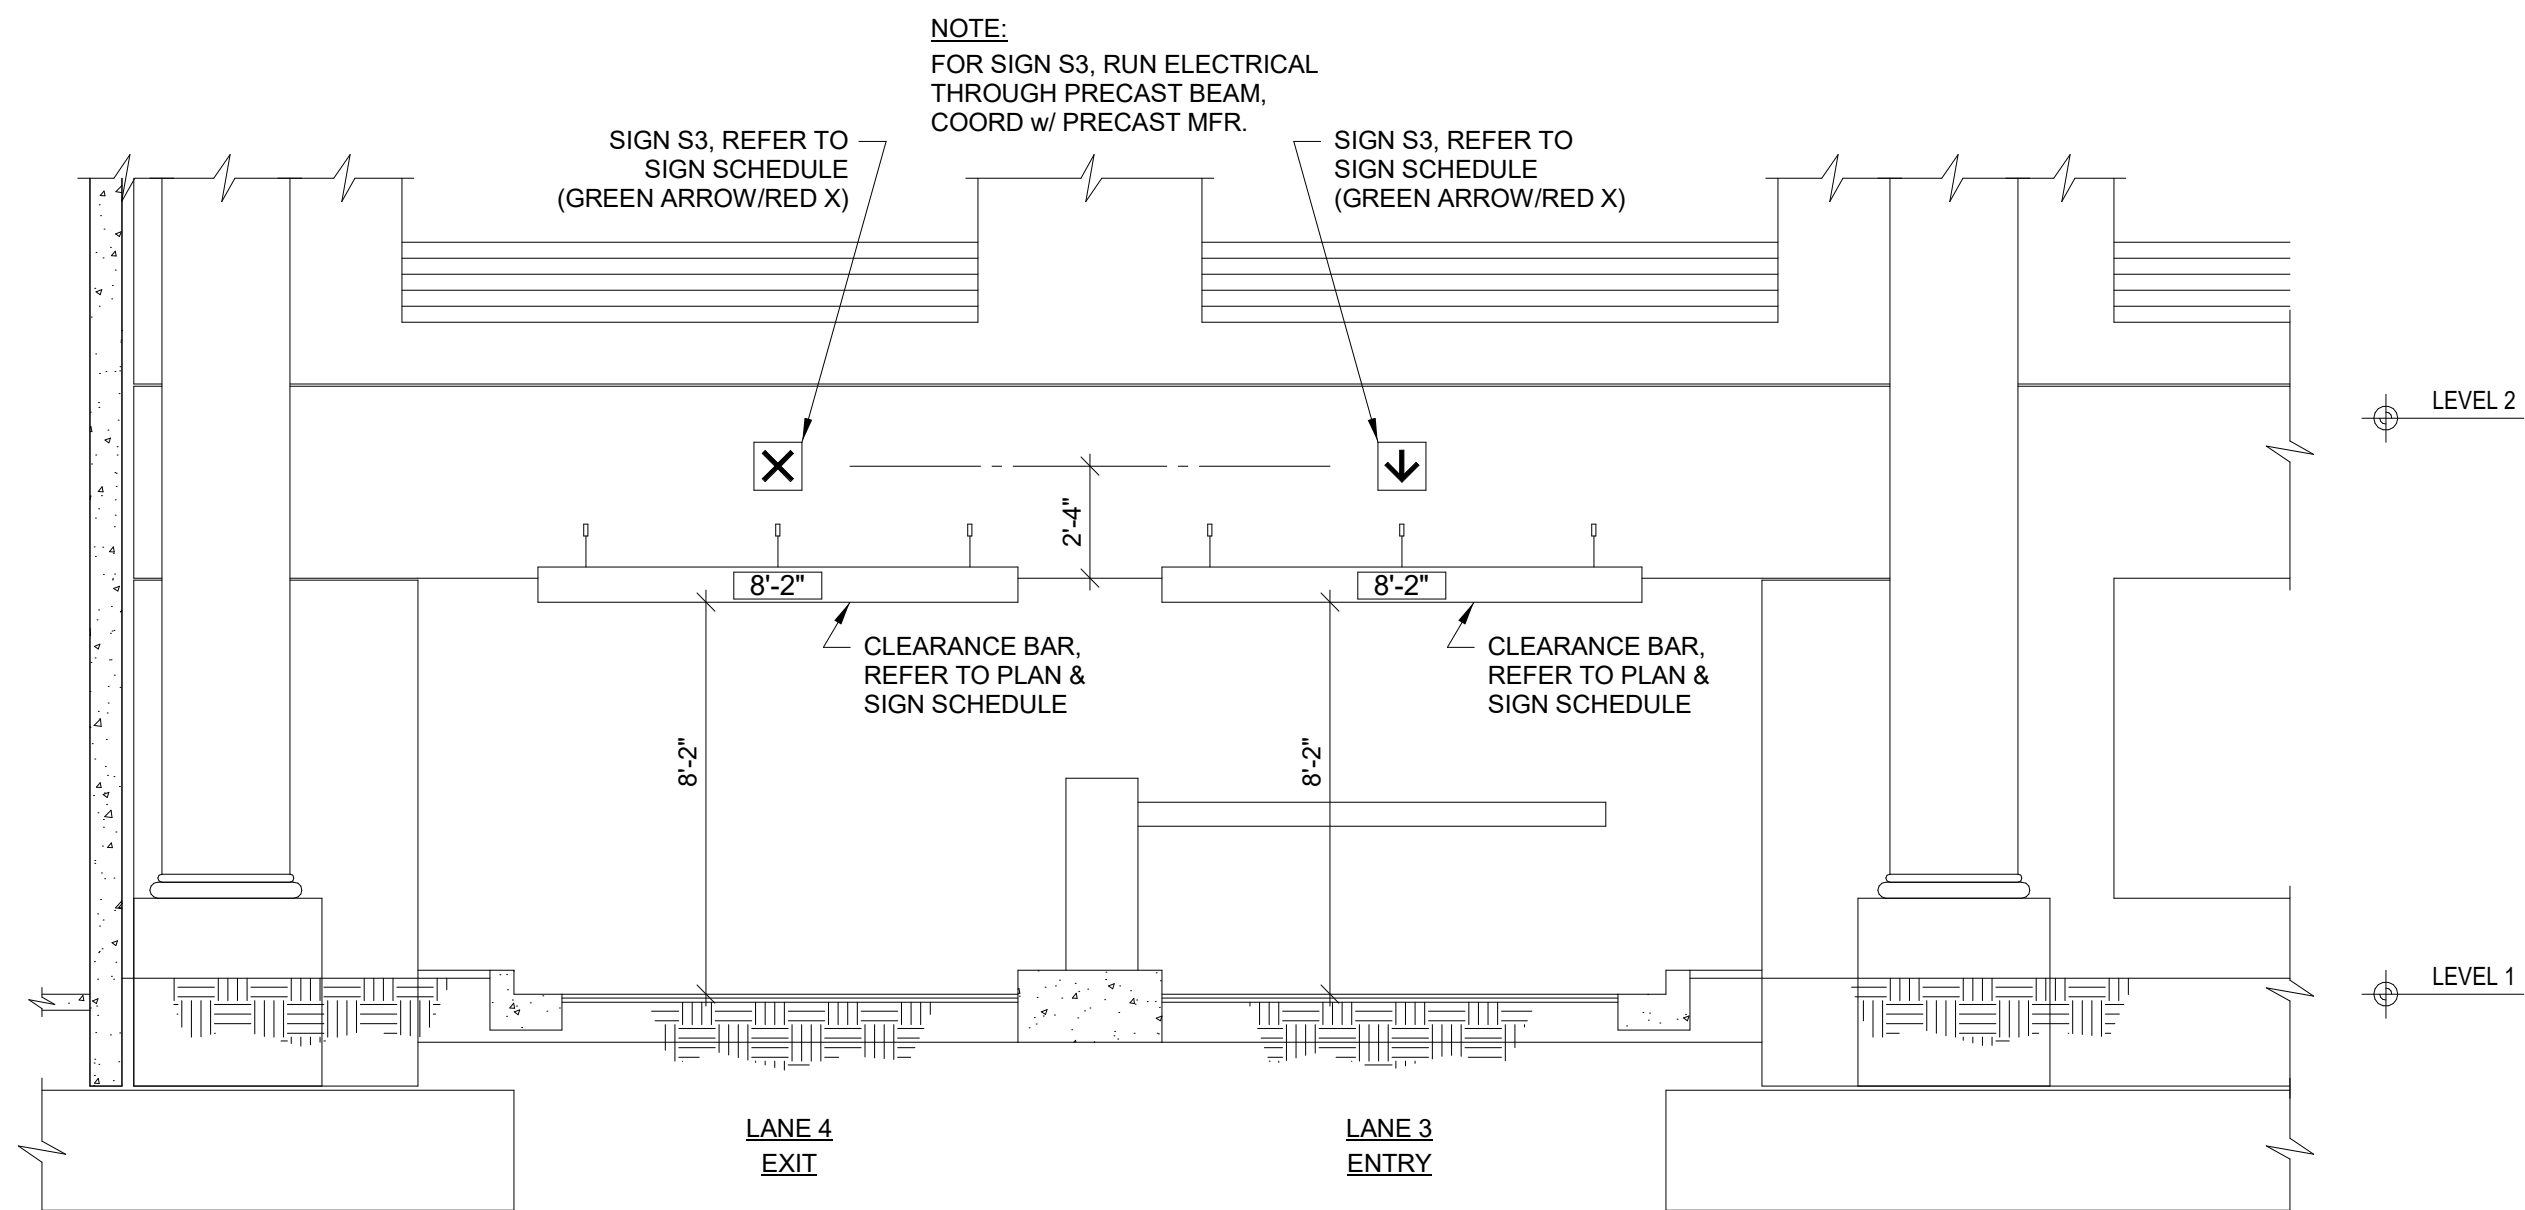 NOTE:
FOR SIGN S3, RUN ELECTRICAL
THROUGH PRECAST BEAM,
COORD w/ PRECAST MFR.
SIGN S3, REFER TO
SIGN SCHEDULE
(GREEN ARROW/RED X)
SIGN S3, REFER TO
SIGN SCHEDULE
(GREEN ARROW/RED X)
LEVEL 2
2'-4"
8'-2"
8'-2"
CLEARANCE BAR,
REFER TO PLAN &
SIGN SCHEDULE
CLEARANCE BAR,
REFER TO PLAN &
SIGN SCHEDULE
8'-2"
8'-2"
LEVEL 1
LANE 4
EXIT
LANE 3
ENTRY